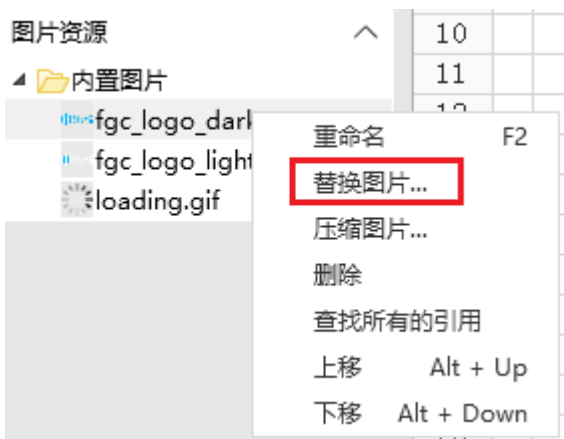 图片资源
10
内置图片
11
fgc_logo_dark
重命名 F2
fgc_logo_light
替换图片...
loading.gif
压缩图片...
删除
查找所有的引用
上移 Alt + Up
下移 Alt + Down